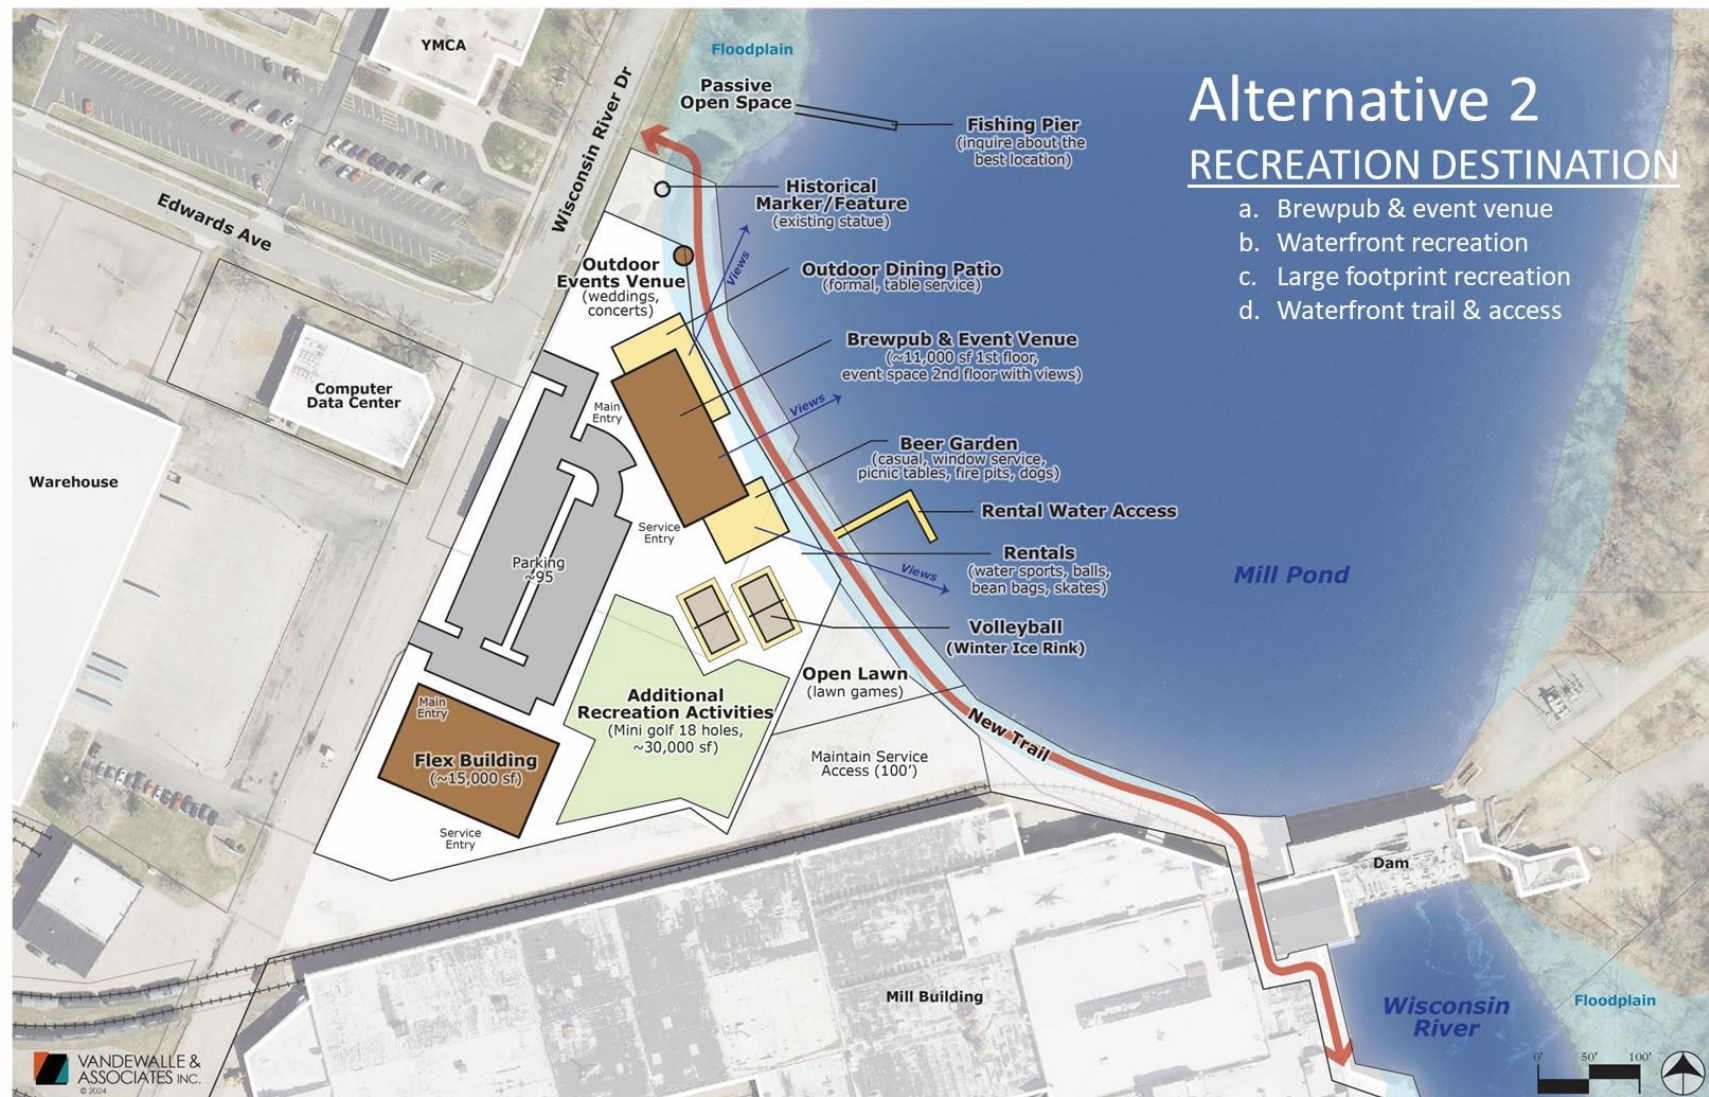 YMCA
Wisconsin River Dr
Edwards Ave
Floodplain
Passive
Open Space
Fishing Pier
(inquire about the
best location)
Alternative 2
RECREATION DESTINATION
a. Brewpub & event venue
b. Waterfront recreation
c. Large footprint recreation
d. Waterfront trail & access
Historical
Marker/Feature
(existing statue)
Views
Outdoor
Events Venue
(weddings,
concerts)
Outdoor Dining Patio
(formal, table service)
Brewpub & Event Venue
(~11,000 sf 1st floor,
event space 2nd floor with views)
Views
Computer
Data Center
Main
Entry
Beer Garden
(casual, window service,
picnic tables, fire pits, dogs)
Warehouse
Rental Water Access
Service
Entry
Rentals
(water sports, balls,
bean bags, skates)
Views
Parking
~95
Mill Pond
Volleyball
(Winter Ice Rink)
Open Lawn
(lawn games)
Additional
Recreation Activities
(Mini golf 18 holes,
~30,000 sf)
Main
Entry
Flex Building
(~15,000 sf)
New Trail
Maintain Service
Access (100')
Service
Entry
Dam
Mill Building
Wisconsin
River
Floodplain
VANDEWALLE &
ASSOCIATES INC.
© 2024
0' 50' 100'